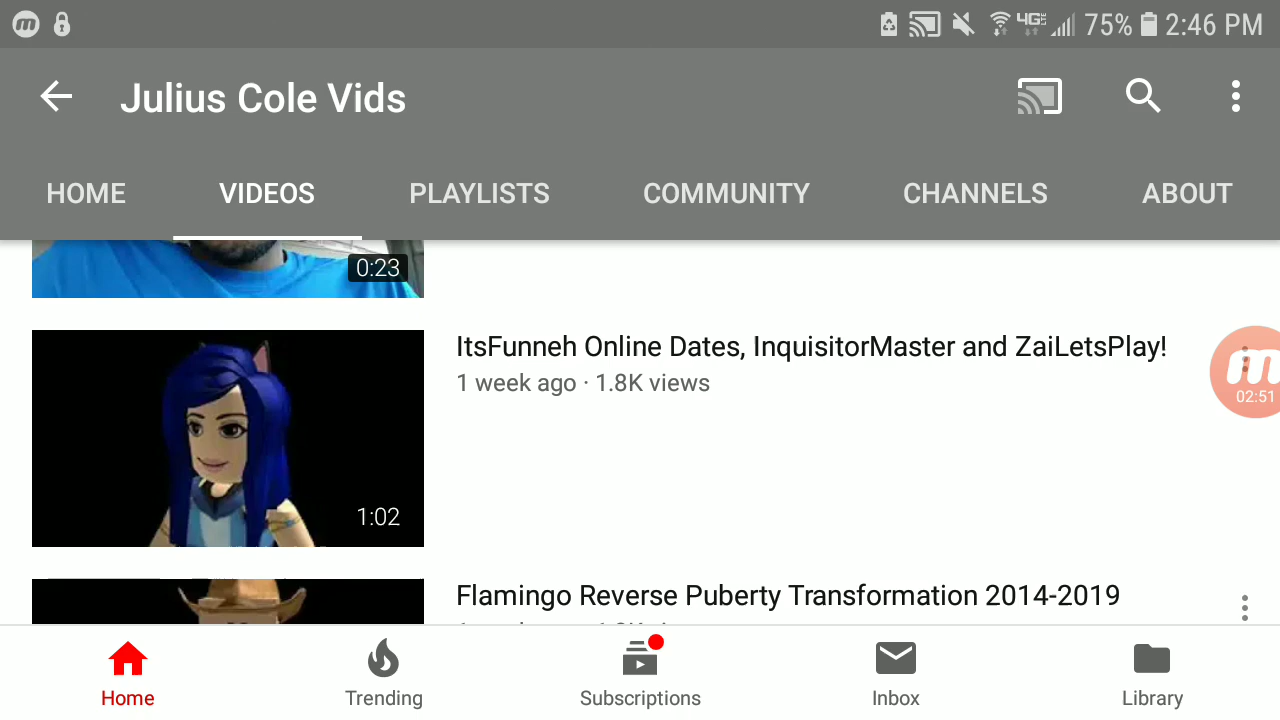 75% 2:46 PM
Julius Cole Vids
HOME VIDEOS PLAYLISTS COMMUNITY CHANNELS ABOUT
0:23
ItsFunneh Online Dates, InquisitorMaster and ZaiLetsPlay!
1 week ago · 1.8K views
02:51
1:02
Flamingo Reverse Puberty Transformation 2014-2019
Home Trending Subscriptions Inbox Library